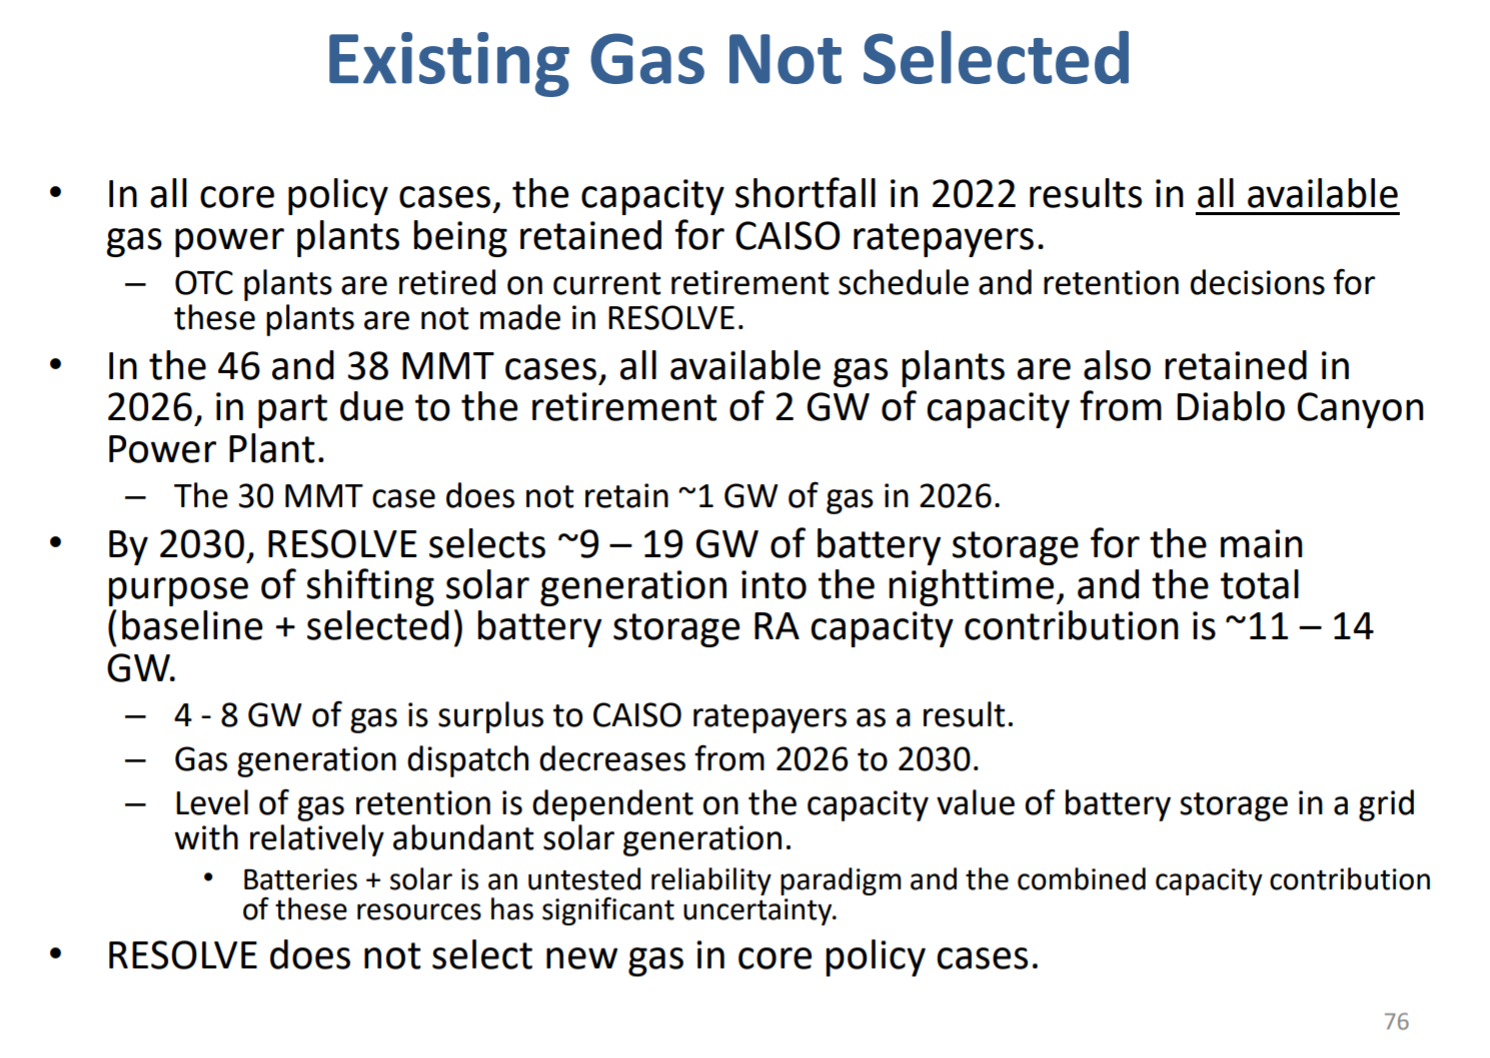 Existing Gas Not Selected
• In all core policy cases, the capacity shortfall in 2022 results in all available
gas power plants being retained for CAISO ratepayers.
– OTC plants are retired on current retirement schedule and retention decisions for
these plants are not made in RESOLVE.
• In the 46 and 38 MMT cases, all available gas plants are also retained in
2026, in part due to the retirement of 2 GW of capacity from Diablo Canyon
Power Plant.
– The 30 MMT case does not retain ~1 GW of gas in 2026.
• By 2030, RESOLVE selects ~9 – 19 GW of battery storage for the main
purpose of shifting solar generation into the nighttime, and the total
(baseline + selected) battery storage RA capacity contribution is ~11 – 14
GW.
– 4 - 8 GW of gas is surplus to CAISO ratepayers as a result.
– Gas generation dispatch decreases from 2026 to 2030.
– Level of gas retention is dependent on the capacity value of battery storage in a grid
with relatively abundant solar generation.
• Batteries + solar is an untested reliability paradigm and the combined capacity contribution
of these resources has significant uncertainty.
• RESOLVE does not select new gas in core policy cases.
76